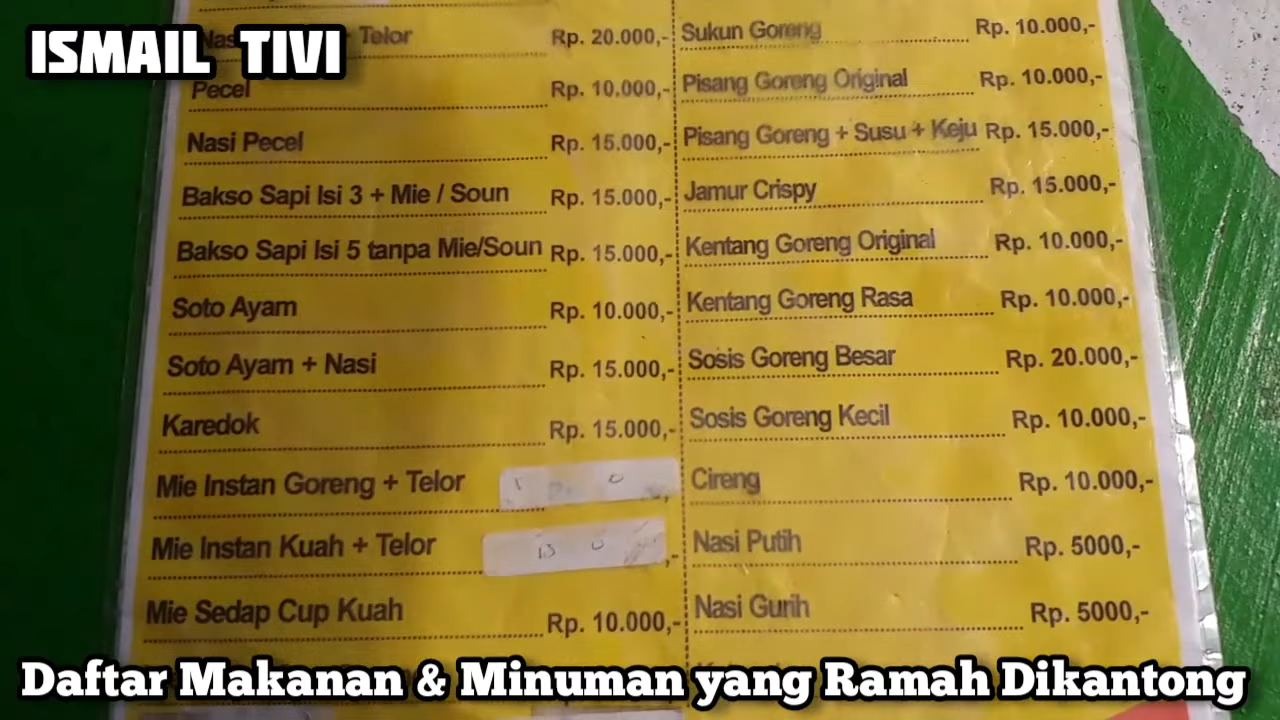 ISMAIL TIVI
Telor Rp. 20.000,-
Pecel Rp. 10.000,-
Nasi Pecel Rp. 15.000,-
Bakso Sapi Isi 3 + Mie / Soun Rp. 15.000,-
Bakso Sapi Isi 5 tanpa Mie/Soun Rp. 15.000,-
Soto Ayam Rp. 10.000,-
Soto Ayam + Nasi Rp. 15.000,-
Karedok Rp. 15.000,-
Mie Instan Goreng + Telor
Mie Instan Kuah + Telor
Mie Sedap Cup Kuah Rp. 10.000,-
Sukun Goreng Rp. 10.000,-
Pisang Goreng Original Rp. 10.000,-
Pisang Goreng + Susu + Keju Rp. 15.000,-
Jamur Crispy Rp. 15.000,-
Kentang Goreng Original Rp. 10.000,-
Kentang Goreng Rasa Rp. 10.000,-
Sosis Goreng Besar Rp. 20.000,-
Sosis Goreng Kecil Rp. 10.000,-
Cireng Rp. 10.000,-
Nasi Putih Rp. 5000,-
Nasi Gurih Rp. 5000,-
Daftar Makanan & Minuman yang Ramah Dikantong